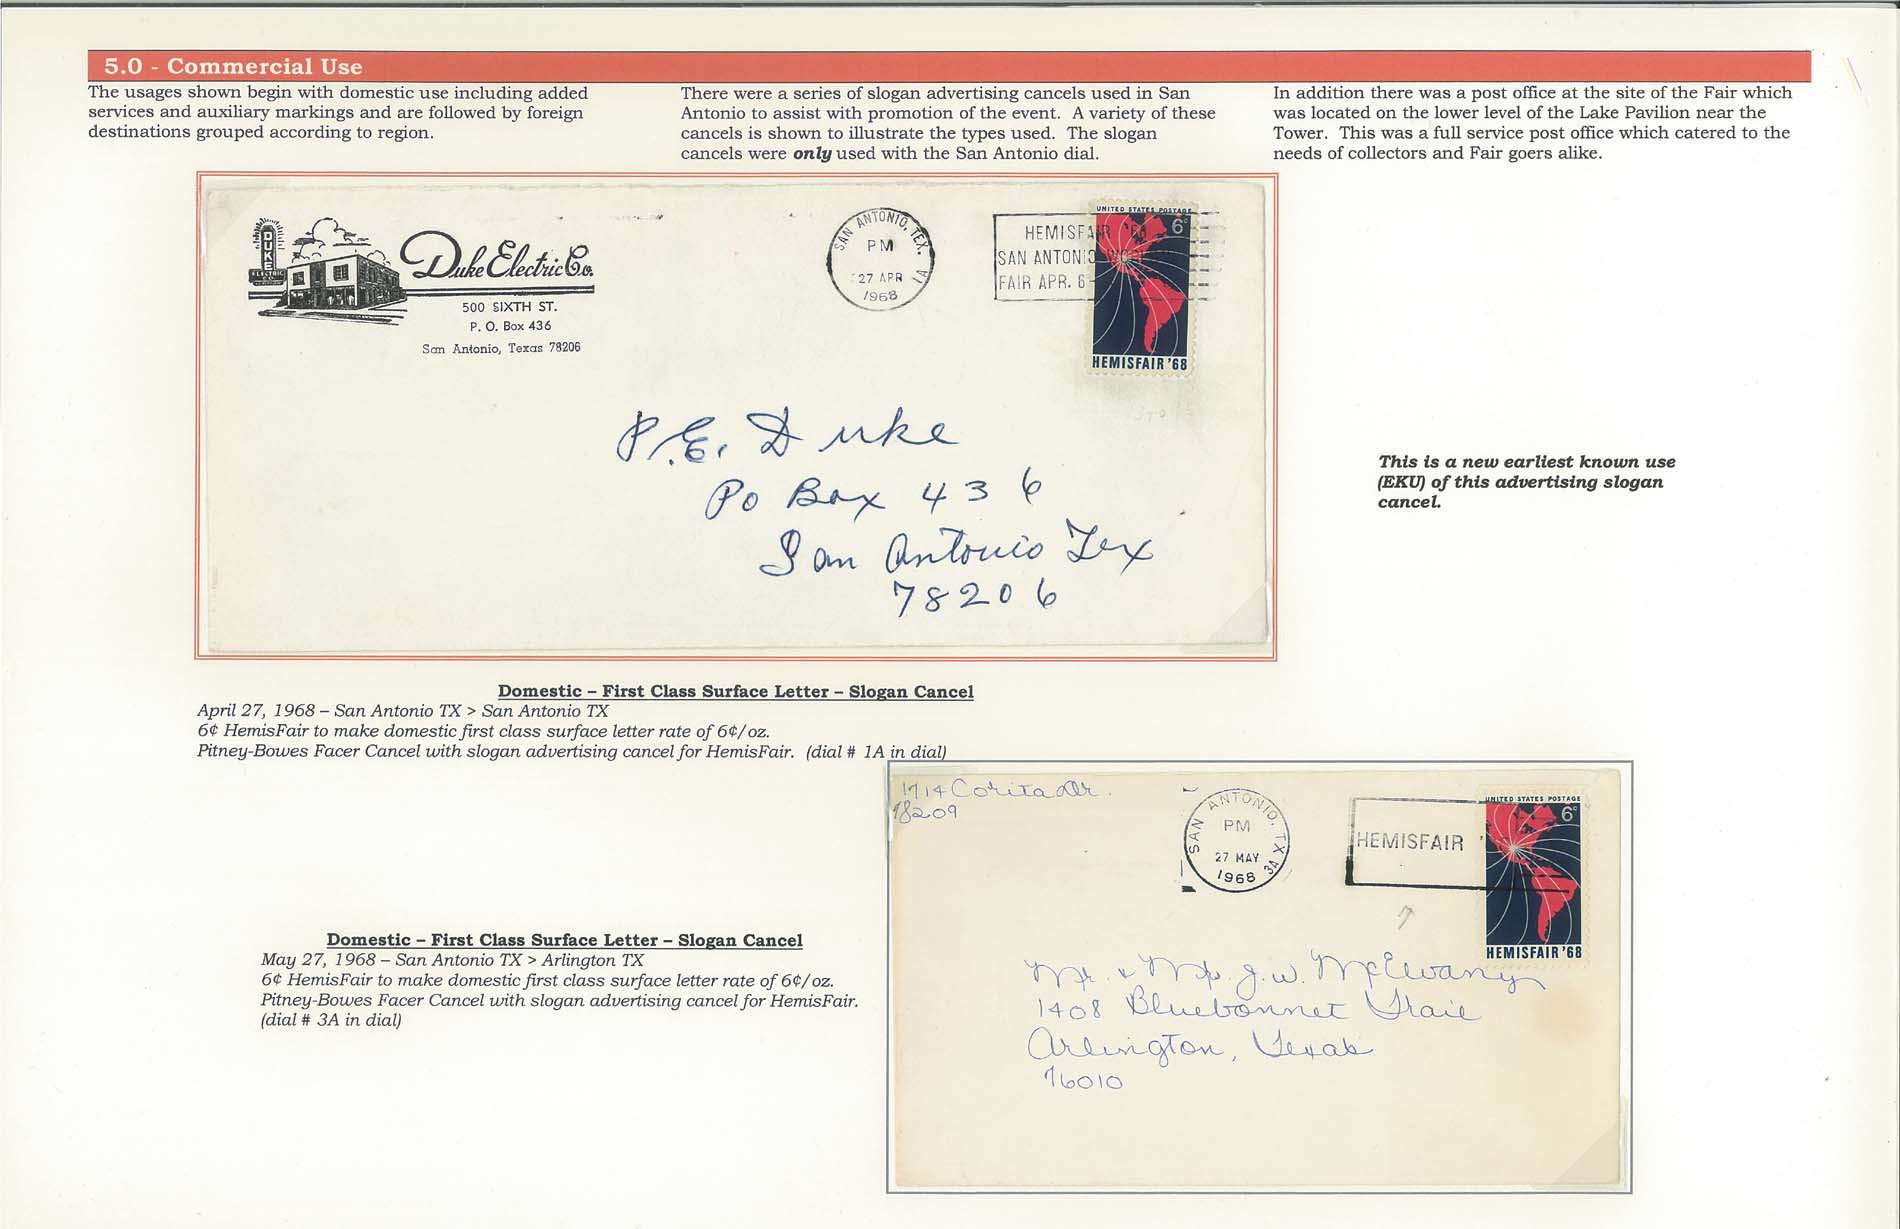 5.0 - Commercial Use
The usages shown begin with domestic use including added
services and auxiliary markings and are followed by foreign
destinations grouped according to region.
There were a series of slogan advertising cancels used in San
Antonio to assist with promotion of the event.  A variety of these
cancels is shown to illustrate the types used.  The slogan
cancels were only used with the San Antonio dial.
In addition there was a post office at the site of the Fair which
was located on the lower level of the Lake Pavilion near the
Tower.  This was a full service post office which catered to the
needs of collectors and Fair goers alike.
DUKE
ELECTRIC
CO.
Duke Electric Co.
500 SIXTH ST.
P. O. Box 436
San Antonio, Texas 78206
SAN ANTONIO, TEX.
PM
27 APR
1968
1A
HEMISFAIR '68
SAN ANTONIO
FAIR APR. 6-
UNITED STATES POSTAGE
6c
HEMISFAIR '68
P.E. Duke
Po Box 436
San Antonio Tex
78206
This is a new earliest known use
(EKU) of this advertising slogan
cancel.
Domestic – First Class Surface Letter – Slogan Cancel
April 27, 1968 – San Antonio TX > San Antonio TX
6¢ HemisFair to make domestic first class surface letter rate of 6¢/oz.
Pitney-Bowes Facer Cancel with slogan advertising cancel for HemisFair.  (dial # 1A in dial)
1714 Corita Dr.
78209
SAN ANTONIO, TX
PM
27 MAY
1968
3A
HEMISFAIR '
UNITED STATES POSTAGE
6c
HEMISFAIR '68
7
Mr. & Mrs. J. W. McElvany
1408 Bluebonnet Trail
Arlington, Texas
76010
Domestic – First Class Surface Letter – Slogan Cancel
May 27, 1968 – San Antonio TX > Arlington TX
6¢ HemisFair to make domestic first class surface letter rate of 6¢/oz.
Pitney-Bowes Facer Cancel with slogan advertising cancel for HemisFair.
(dial # 3A in dial)